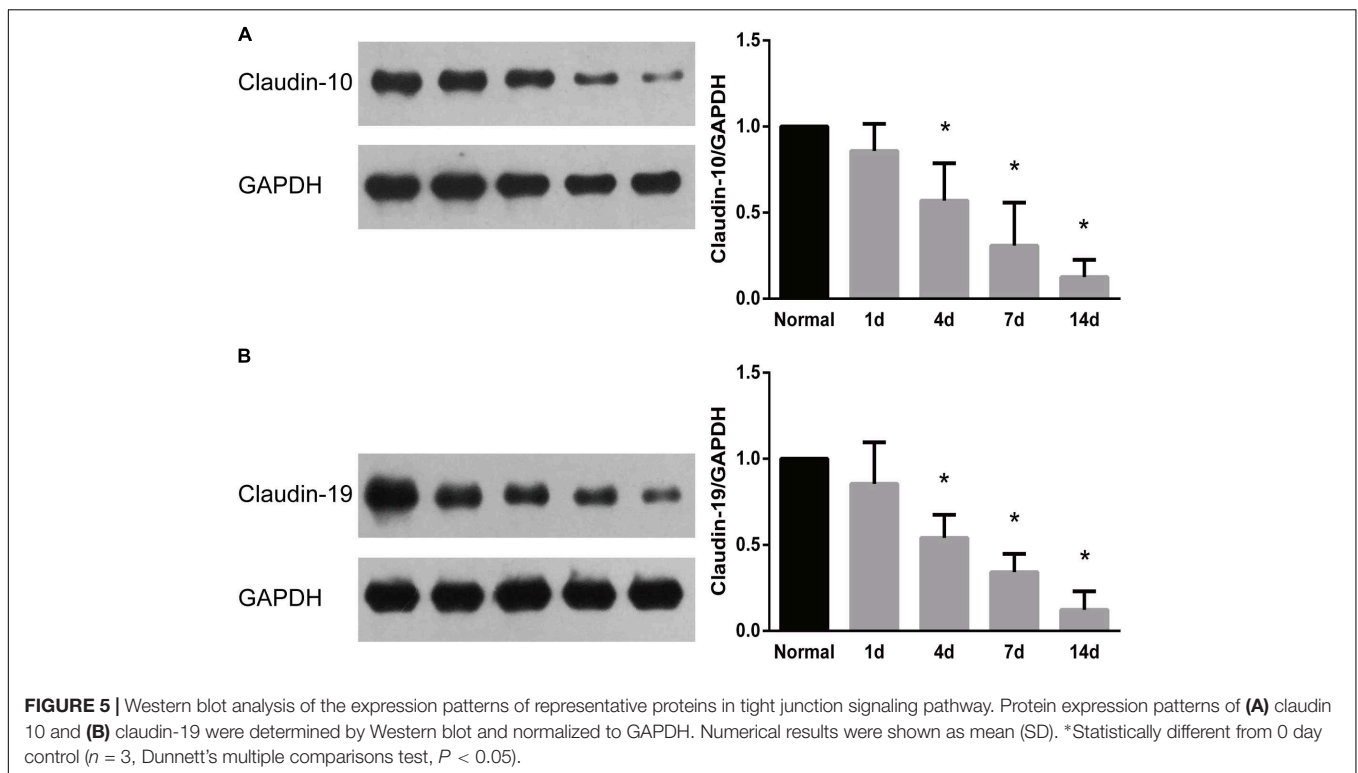 A
Claudin-10
GAPDH
Claudin-10/GAPDH
1.5
1.0
0.5
0.0
* * *
Normal 1d 4d 7d 14d
B
Claudin-19
GAPDH
Claudin-19/GAPDH
1.5
1.0
0.5
0.0
* * *
Normal 1d 4d 7d 14d
FIGURE 5 | Western blot analysis of the expression patterns of representative proteins in tight junction signaling pathway. Protein expression patterns of (A) claudin
10 and (B) claudin-19 were determined by Western blot and normalized to GAPDH. Numerical results were shown as mean (SD). *Statistically different from 0 day
control (n = 3, Dunnett's multiple comparisons test, P < 0.05).